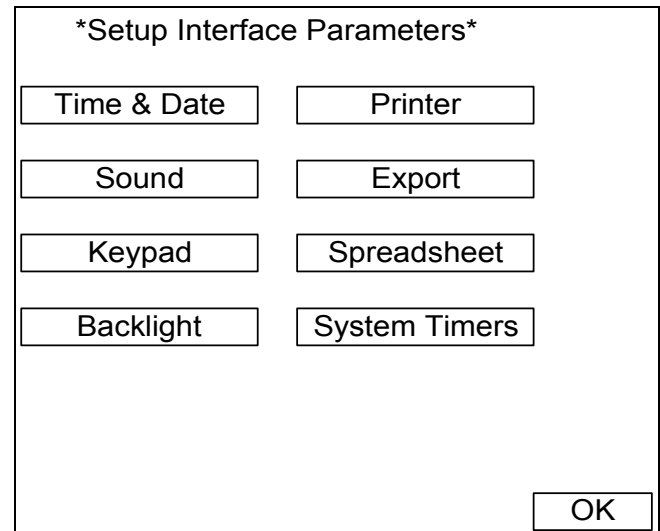 *Setup Interface Parameters*
Time & Date
Printer
Sound
Export
Keypad
Spreadsheet
Backlight
System Timers
OK